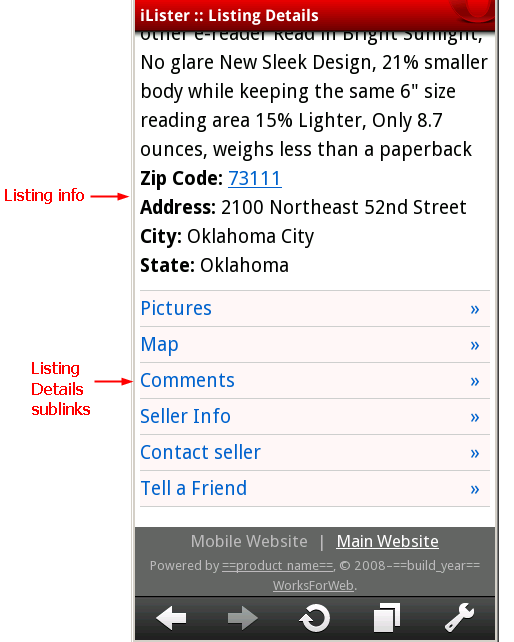 iLister :: Listing Details
other e-reader Read in Bright Sunlight,
No glare New Sleek Design, 21% smaller
body while keeping the same 6" size
reading area 15% Lighter, Only 8.7
ounces, weighs less than a paperback
Zip Code: 73111
Address: 2100 Northeast 52nd Street
City: Oklahoma City
State: Oklahoma
Listing info
Pictures »
Map »
Comments »
Seller Info »
Contact seller »
Tell a Friend »
Listing
Details
sublinks
Mobile Website | Main Website
Powered by ==product_name==, © 2008-==build_year==
WorksForWeb.